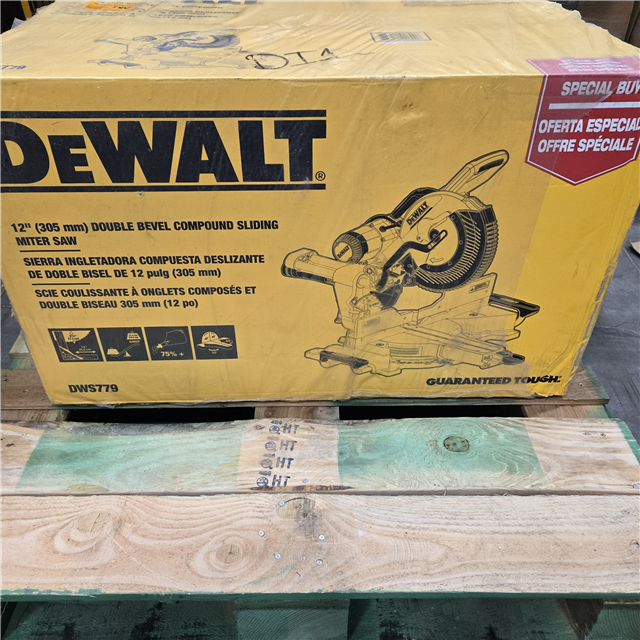 DTA
WS779
SPECIAL BUY
OFERTA ESPECIAL
OFFRE SPÉCIALE
DEWALT®
DEWALT
12" (305 mm) DOUBLE BEVEL COMPOUND SLIDING
MITER SAW
SIERRA INGLETADORA COMPUESTA DESLIZANTE
DE DOBLE BISEL DE 12 pulg (305 mm)
SCIE COULISSANTE À ONGLETS COMPOSÉS ET
DOUBLE BISEAU 305 mm (12 po)
75% +
DWS779
GUARANTEED TOUGH.
HT
HT
HT
HT